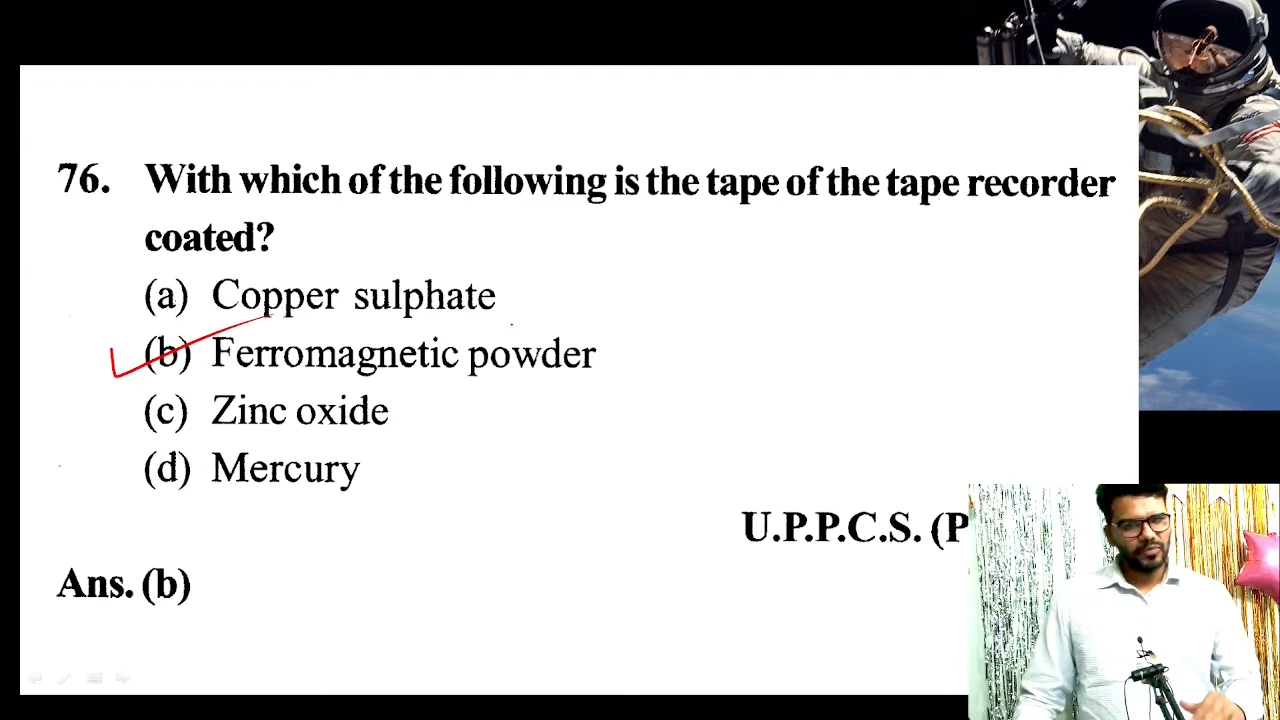 76. With which of the following is the tape of the tape recorder
coated?
(a) Copper sulphate
(b) Ferromagnetic powder
(c) Zinc oxide
(d) Mercury
U.P.P.C.S. (P
Ans. (b)